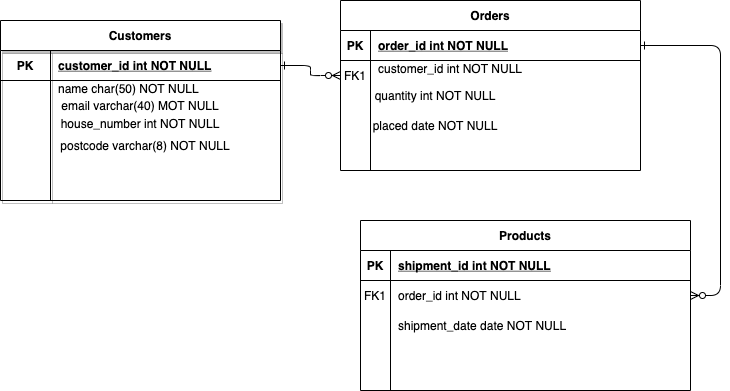 Customers
PK customer_id int NOT NULL
name char(50) NOT NULL
email varchar(40) MOT NULL
house_number int NOT NULL
postcode varchar(8) NOT NULL
Orders
PK order_id int NOT NULL
FK1 customer_id int NOT NULL
quantity int NOT NULL
placed date NOT NULL
Products
PK shipment_id int NOT NULL
FK1 order_id int NOT NULL
shipment_date date NOT NULL